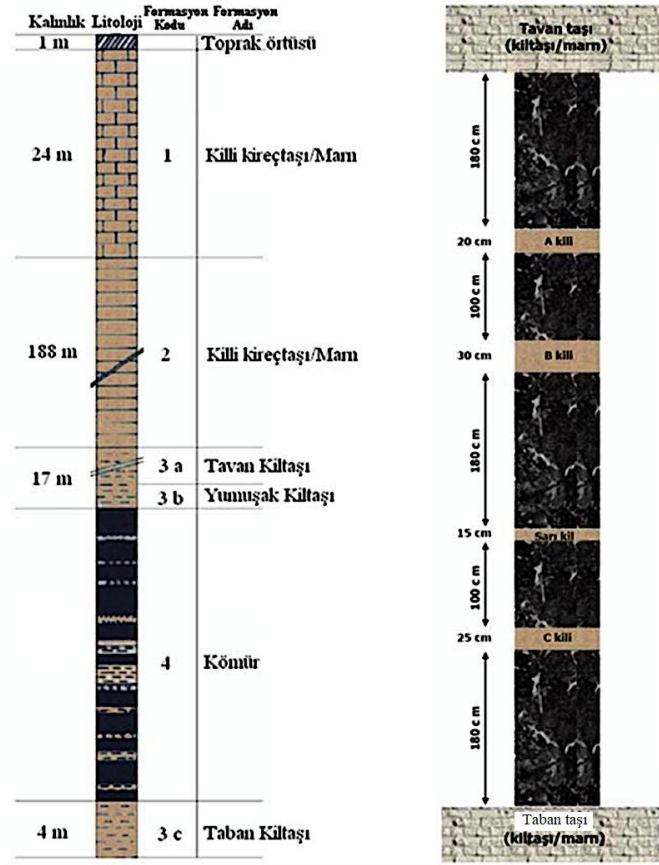 Kalınlık Litoloji Formasyon Kodu Formasyon Adı
1 m Toprak örtüsü
24 m 1 Killi kireçtaşı/Marn
188 m 2 Killi kireçtaşı/Marn
17 m
3 a Tavan Kiltaşı
3 b Yumuşak Kiltaşı
4 Kömür
4 m 3 c Taban Kiltaşı
Tavan taşı
(kiltaşı/marn)
180 cm
20 cm A kili
100 cm
30 cm B kili
180 cm
15 cm Sarı kil
100 cm
25 cm C kili
180 cm
Taban taşı
(kiltaşı/marn)